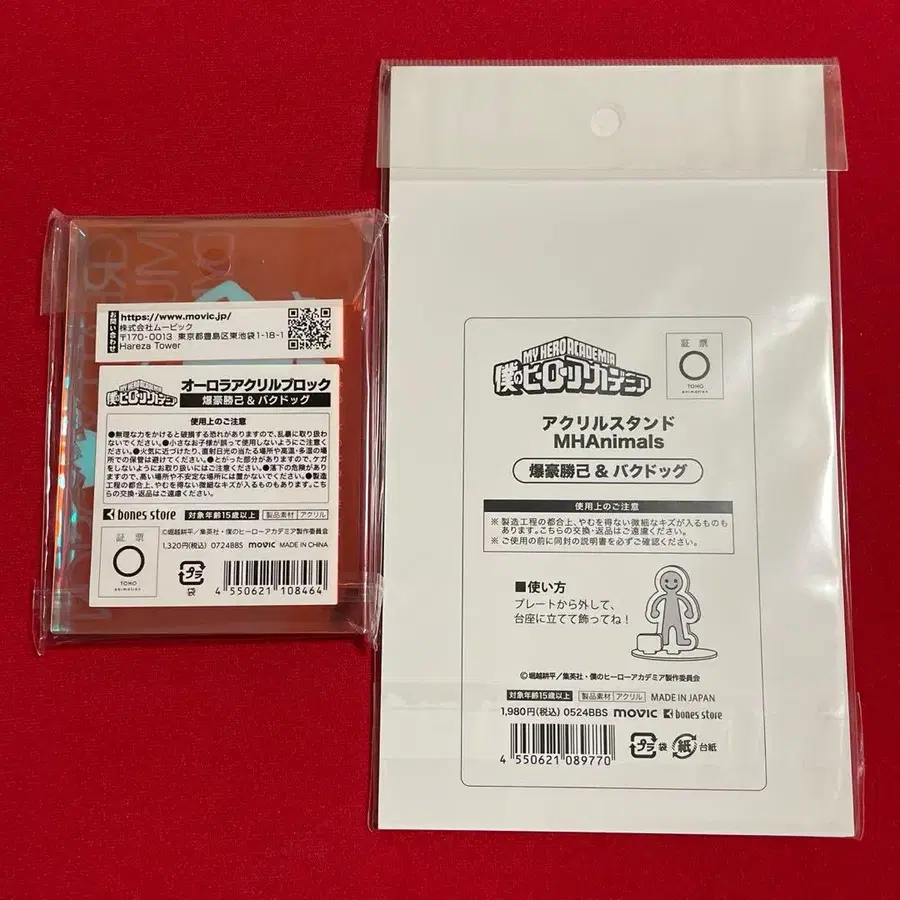 お問い合わせ
https://www.movic.jp/
株式会社ムービック
〒170-0013 東京都豊島区東池袋1-18-1
Hareza Tower
MY HERO ACADEMIA
僕のヒーローアカデミア
オーロラアクリルブロック
爆豪勝己 & バクドッグ
使用上のご注意
●無理な力をかけると破損する恐れがありますので、乱暴に取り扱わ
ないでください。●小さなお子様が誤って使用しないようにご注意くだ
さい。●火気に近づけたり、直射日光の当たる場所や高温・多湿の場
所での保管は避けてください。●とがった部分がありますので、ケガ
をしないようにお取り扱いにはご注意ください。●落下の危険があり
ますので、高い場所や不安定な場所には置かないでください。●製造
工程の都合上、やむを得ない微細なキズが入るものもあります。こち
らの交換・返品はご遠慮ください。
bones store
対象年齢15歳以上
製品素材 アクリル
©堀越耕平/集英社・僕のヒーローアカデミア製作委員会
1,320円(税込) 0724BBS movic MADE IN CHINA
証票
TOHO
animation
プラ
袋
4 550621 108464
MY HERO ACADEMIA
僕のヒーローアカデミア
証票
TOHO
animation
アクリルスタンド
MHAnimals
爆豪勝己 & バクドッグ
使用上のご注意
※製造工程の都合上、やむを得ない微細なキズが入るものも
あります。こちらの交換・返品はご遠慮ください。
※ご使用の前に同封の説明書を必ずご確認ください。
■使い方
プレートから外して、
台座に立てて飾ってね!
©堀越耕平/集英社・僕のヒーローアカデミア製作委員会
対象年齢15歳以上 製品素材 アクリル MADE IN JAPAN
1,980円(税込) 0524BBS movic bones store
4 550621 089770
プラ 袋 紙 台紙